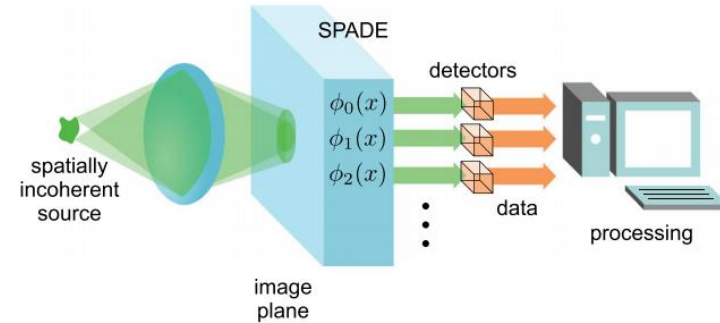 SPADE
detectors
ϕ₀(x)
ϕ₁(x)
ϕ₂(x)
spatially
incoherent
source
data
processing
image
plane